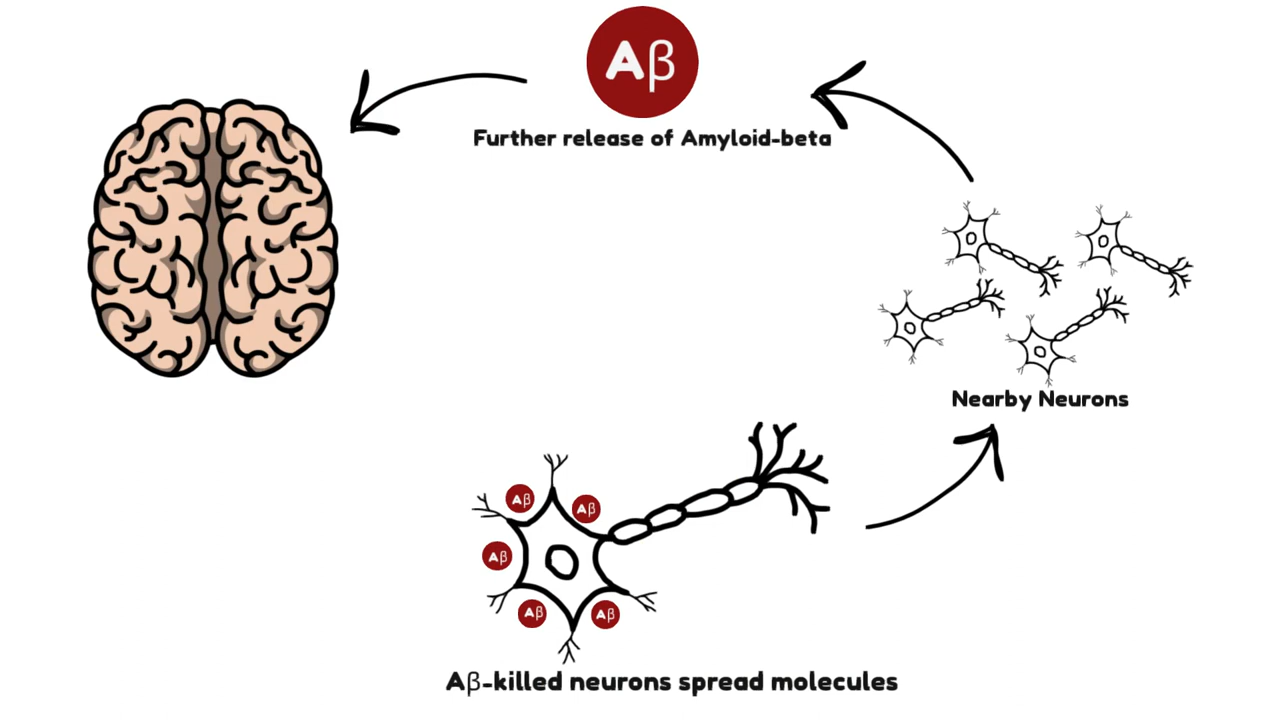 Aβ
Further release of Amyloid-beta
Nearby Neurons
Aβ
Aβ
Aβ
Aβ
Aβ
Aβ-killed neurons spread molecules